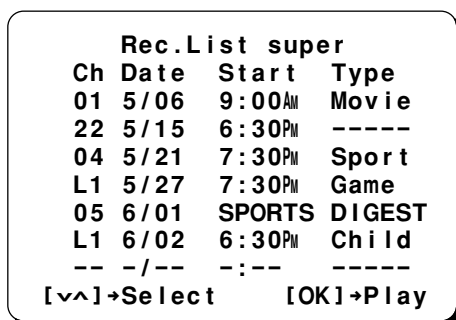 Rec.List super
Ch Date Start Type
01 5/06 9:00AM Movie
22 5/15 6:30PM -----
04 5/21 7:30PM Sport
L1 5/27 7:30PM Game
05 6/01 SPORTS DIGEST
L1 6/02 6:30PM Child
-- -/-- -:-- -----
[∨∧]→Select [OK]→Play